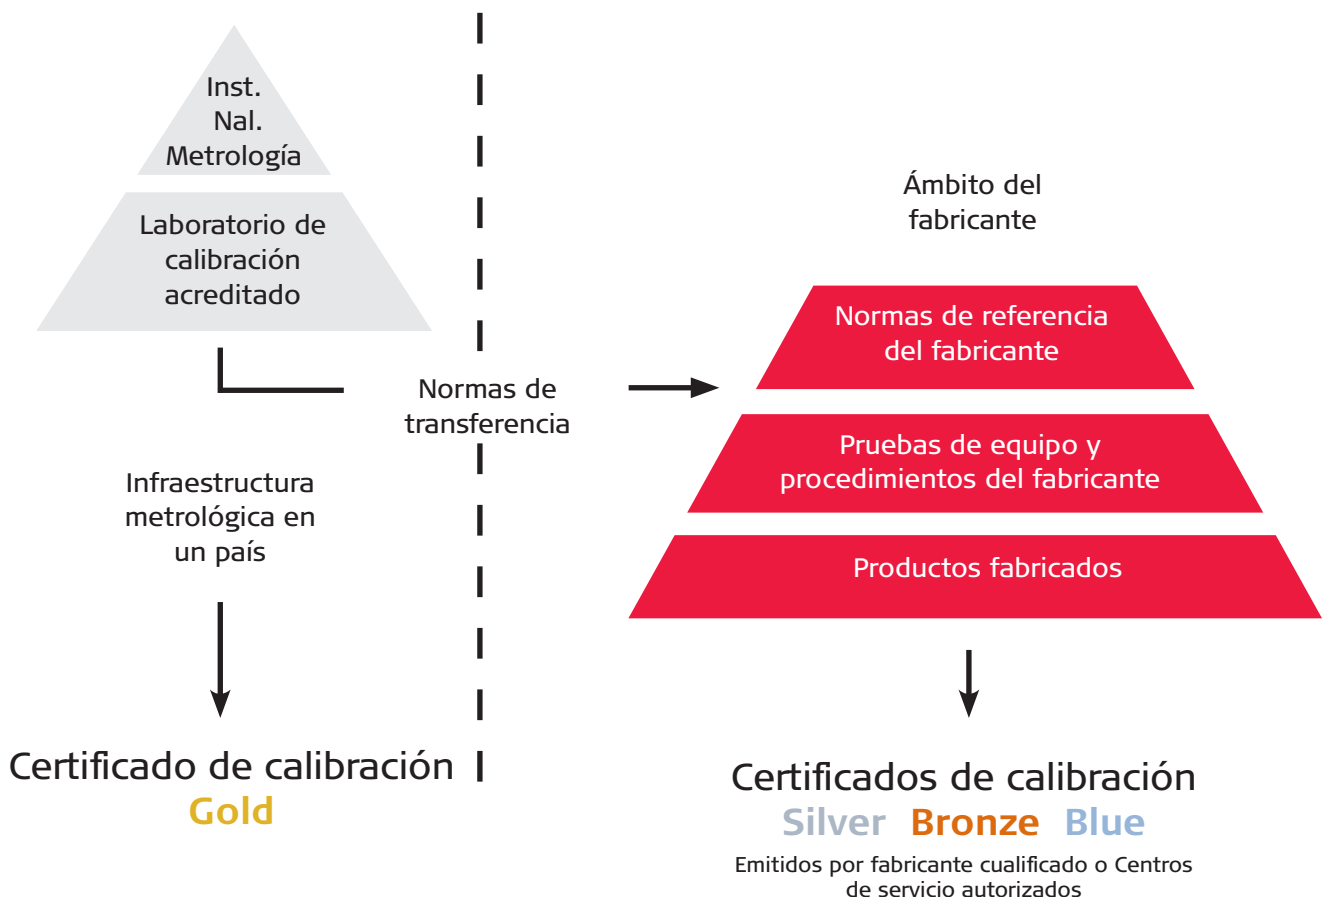 Inst.
Nal.
Metrología
Laboratorio de
calibración
acreditado
Normas de
transferencia
Infraestructura
metrológica en
un país
Certificado de calibración
Gold
Ámbito del
fabricante
Normas de referencia
del fabricante
Pruebas de equipo y
procedimientos del fabricante
Productos fabricados
Certificados de calibración
Silver Bronze Blue
Emitidos por fabricante cualificado o Centros
de servicio autorizados